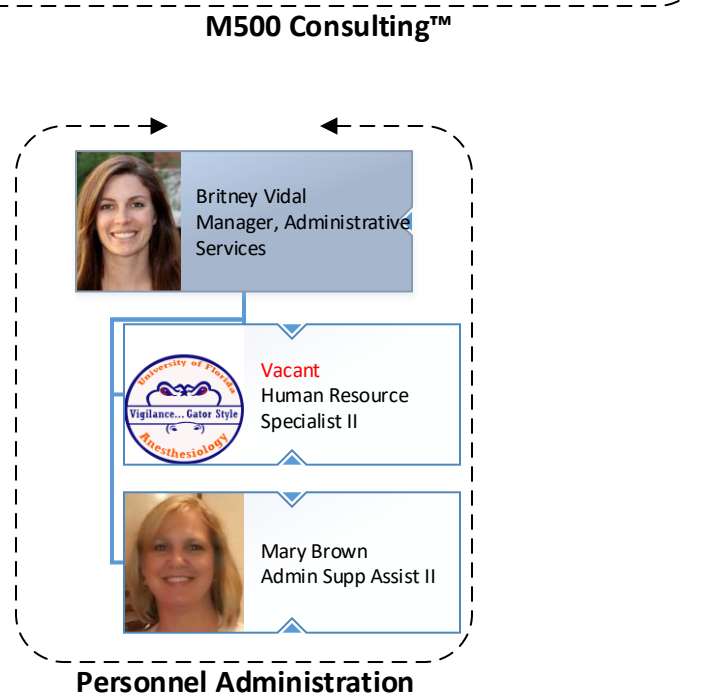 M500 Consulting™
Britney Vidal
Manager, Administrative
Services
Vacant
Human Resource
Specialist II
University of Florida
Vigilance... Gator Style
Anesthesiology
Mary Brown
Admin Supp Assist II
Personnel Administration